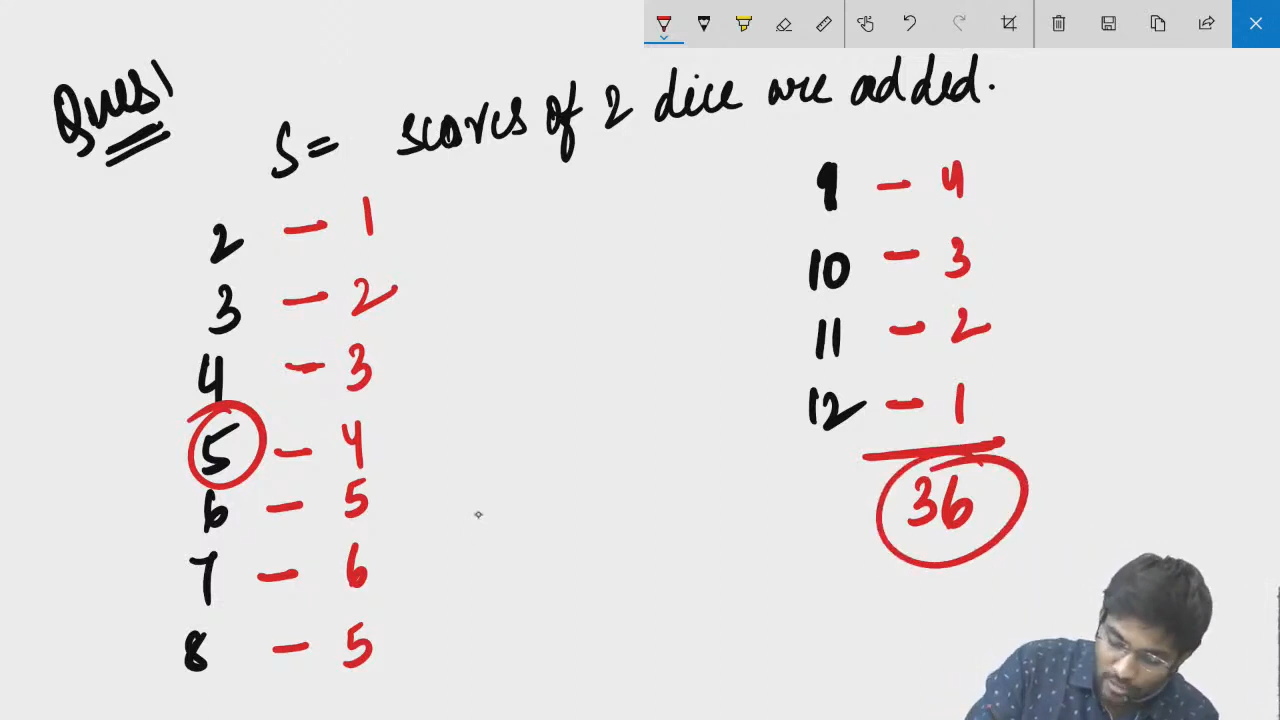 Ques!
S = scores of 2 dice are added.
2 - 1
3 - 2
4 - 3
5 - 4
6 - 5
7 - 6
8 - 5
9 - 4
10 - 3
11 - 2
12 - 1
36